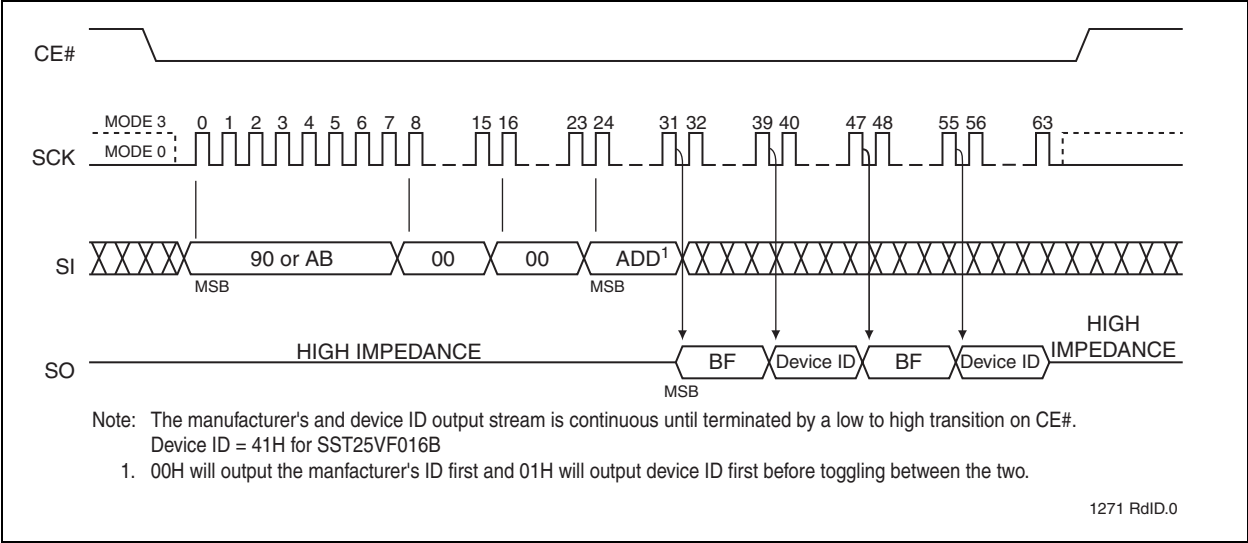 CE#
MODE 3
0 1 2 3 4 5 6 7 8 15 16 23 24 31 32 39 40 47 48 55 56 63
SCK
MODE 0
SI
90 or AB 00 00 ADD1
MSB MSB
HIGH
HIGH IMPEDANCE IMPEDANCE
SO
BF Device ID BF Device ID
MSB
Note: The manufacturer's and device ID output stream is continuous until terminated by a low to high transition on CE#.
Device ID = 41H for SST25VF016B
1. 00H will output the manfacturer's ID first and 01H will output device ID first before toggling between the two.
1271 RdID.0